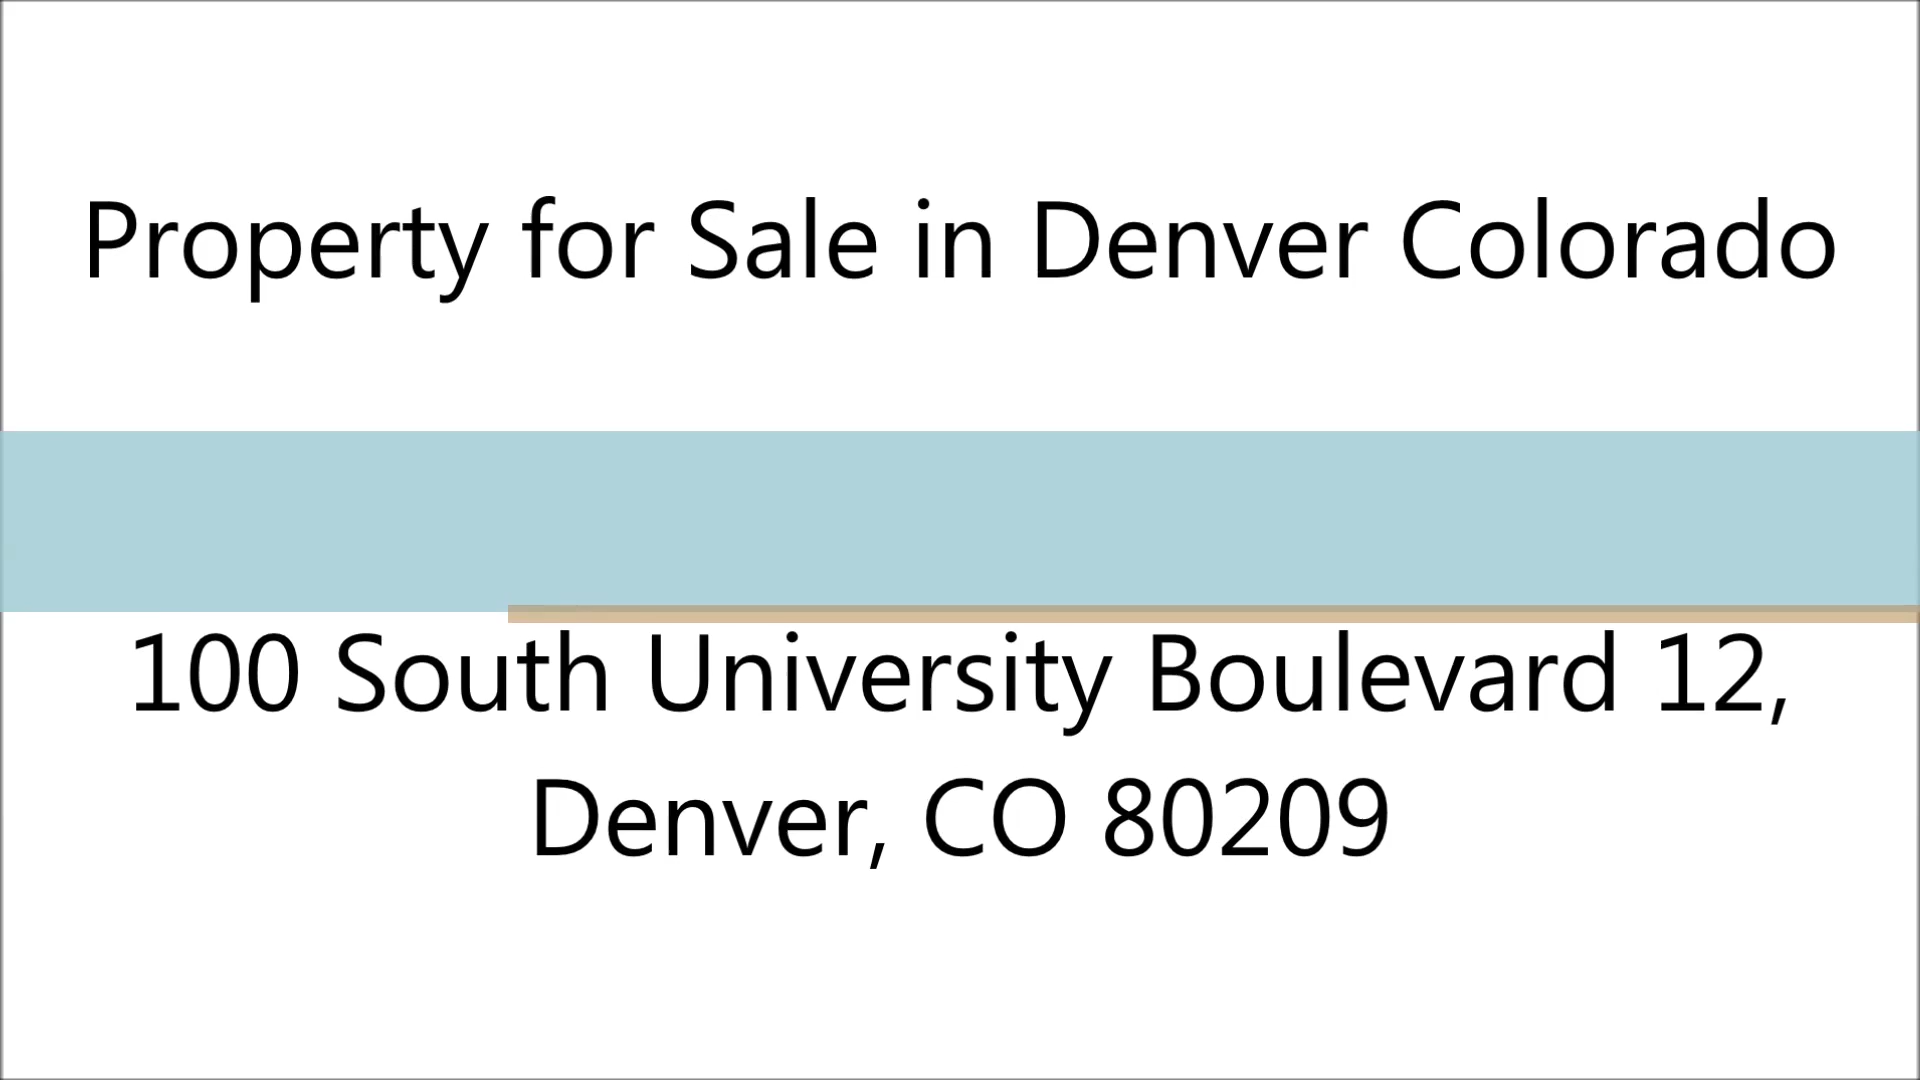 Property for Sale in Denver Colorado
100 South University Boulevard 12,
Denver, CO 80209